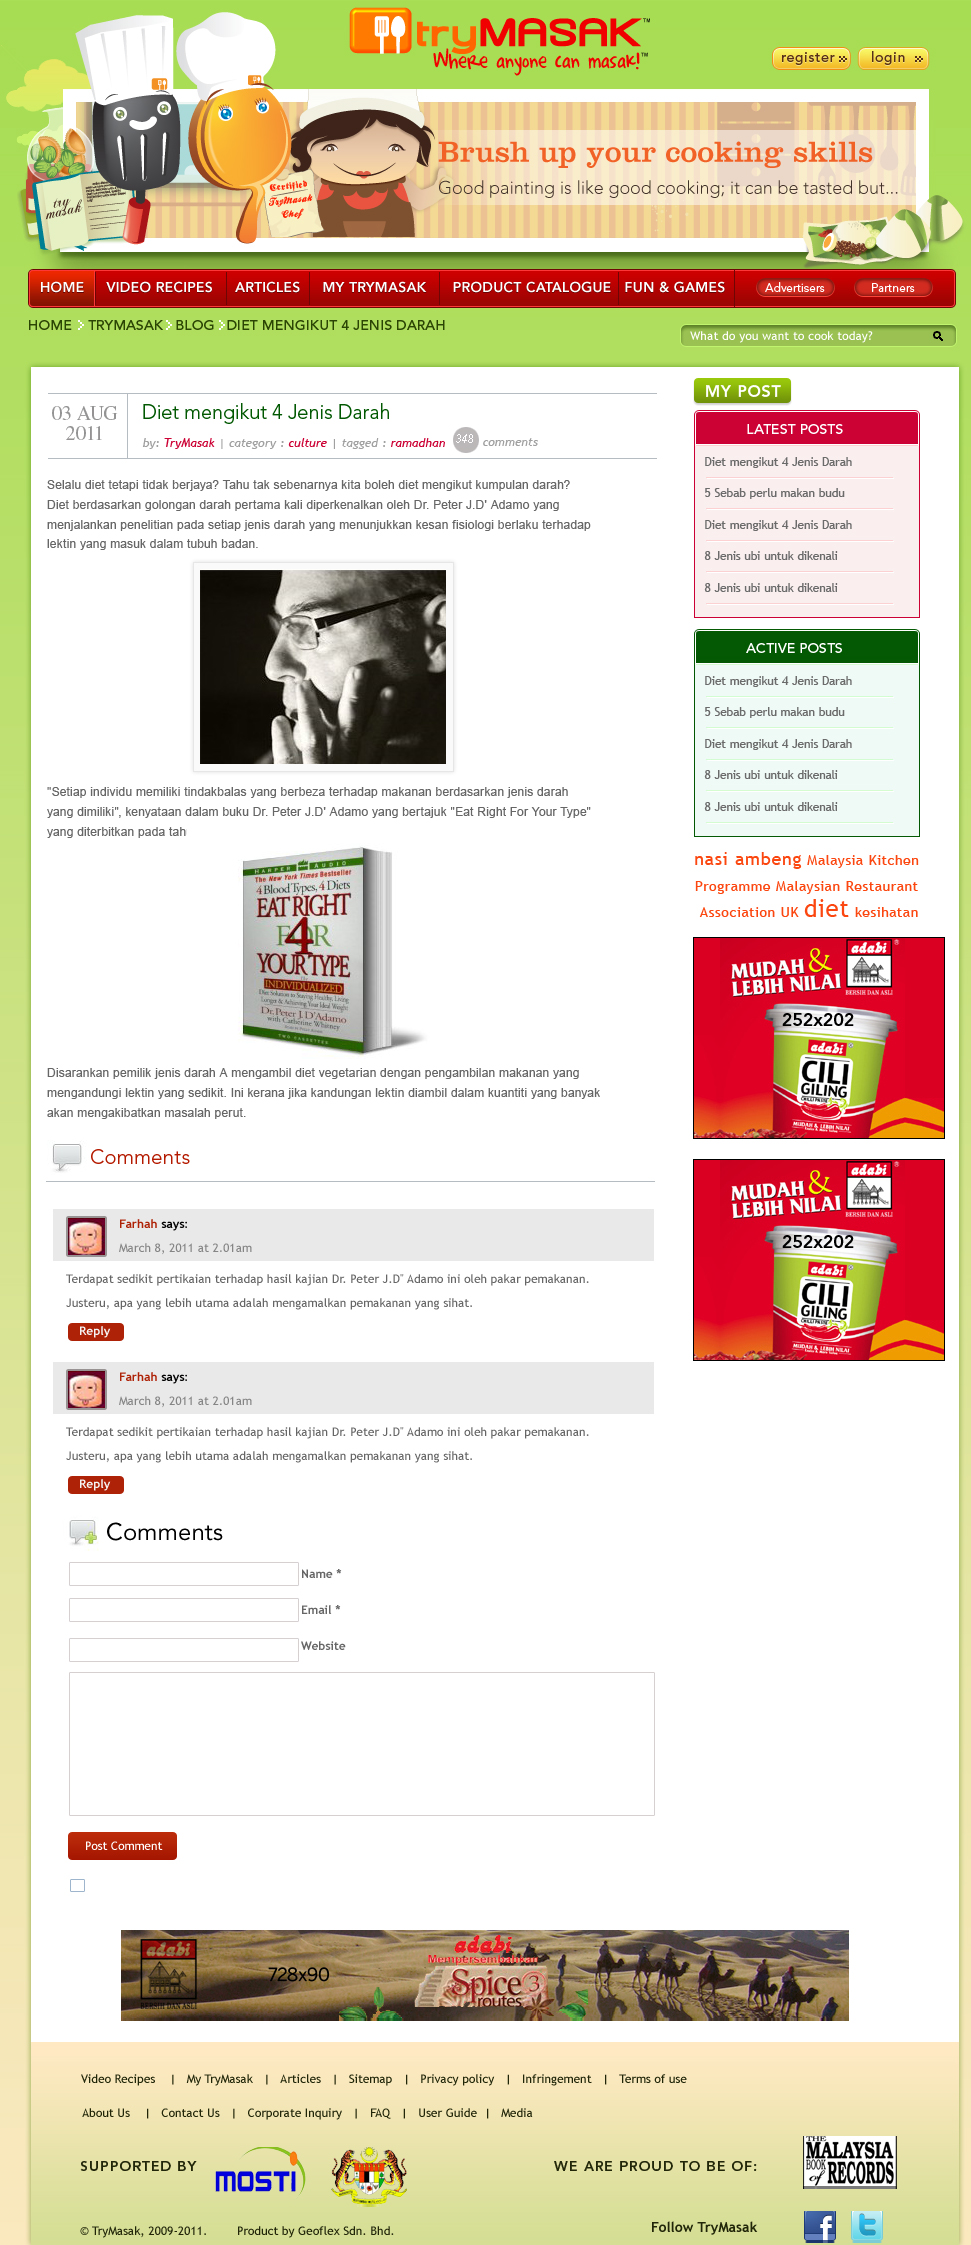 tryMASAK™
Where anyone can masak!™
register
login
Brush up your cooking skills
Good painting is like good cooking; it can be tasted but...
try masak
Certified
TryMasak
Chef
HOME VIDEO RECIPES ARTICLES MY TRYMASAK PRODUCT CATALOGUE FUN & GAMES Advertisers Partners
HOME TRYMASAK BLOG DIET MENGIKUT 4 JENIS DARAH
What do you want to cook today?
03 AUG
2011
Diet mengikut 4 Jenis Darah
by: TryMasak | category : culture | tagged : ramadhan 348 comments
Selalu diet tetapi tidak berjaya? Tahu tak sebenarnya kita boleh diet mengikut kumpulan darah?
Diet berdasarkan golongan darah pertama kali diperkenalkan oleh Dr. Peter J.D' Adamo yang
menjalankan penelitian pada setiap jenis darah yang menunjukkan kesan fisiologi berlaku terhadap
lektin yang masuk dalam tubuh badan.
"Setiap individu memiliki tindakbalas yang berbeza terhadap makanan berdasarkan jenis darah
yang dimiliki", kenyataan dalam buku Dr. Peter J.D' Adamo yang bertajuk "Eat Right For Your Type"
yang diterbitkan pada tah
HARPER AUDIO
The New York Times Bestseller
4 Blood Types, 4 Diets
EAT RIGHT
4
FOR
YOUR TYPE
The
INDIVIDUALIZED
Diet Solution to Staying Healthy, Living
Longer & Achieving Your Ideal Weight
Dr. Peter J. D'Adamo
with Catherine Whitney
TWO CASSETTES
Disarankan pemilik jenis darah A mengambil diet vegetarian dengan pengambilan makanan yang
mengandungi lektin yang sedikit. Ini kerana jika kandungan lektin diambil dalam kuantiti yang banyak
akan mengakibatkan masalah perut.
Comments
Farhah says:
March 8, 2011 at 2.01am
Terdapat sedikit pertikaian terhadap hasil kajian Dr. Peter J.D" Adamo ini oleh pakar pemakanan.
Justeru, apa yang lebih utama adalah mengamalkan pemakanan yang sihat.
Reply
Farhah says:
March 8, 2011 at 2.01am
Terdapat sedikit pertikaian terhadap hasil kajian Dr. Peter J.D" Adamo ini oleh pakar pemakanan.
Justeru, apa yang lebih utama adalah mengamalkan pemakanan yang sihat.
Reply
Comments
Name *
Email *
Website
Post Comment
MY POST
LATEST POSTS
Diet mengikut 4 Jenis Darah
5 Sebab perlu makan budu
Diet mengikut 4 Jenis Darah
8 Jenis ubi untuk dikenali
8 Jenis ubi untuk dikenali
ACTIVE POSTS
Diet mengikut 4 Jenis Darah
5 Sebab perlu makan budu
Diet mengikut 4 Jenis Darah
8 Jenis ubi untuk dikenali
8 Jenis ubi untuk dikenali
nasi ambeng Malaysia Kitchen
Programme Malaysian Restaurant
Association UK diet kesihatan
MUDAH &
LEBIH NILAI
adabi®
BERSIH DAN ASLI
252x202
adabi
CILI
GILING
CHILLI PASTE
MUDAH & LEBIH NILAI
MUDAH &
LEBIH NILAI
adabi®
BERSIH DAN ASLI
252x202
adabi
CILI
GILING
CHILLI PASTE
MUDAH & LEBIH NILAI
adabi
BERSIH DAN ASLI
728x90
adabi
Mempersembahkan
Spice 3
routes
Video Recipes | My TryMasak | Articles | Sitemap | Privacy policy | Infringement | Terms of use
About Us | Contact Us | Corporate Inquiry | FAQ | User Guide | Media
SUPPORTED BY
MOSTI
WE ARE PROUD TO BE OF:
THE
MALAYSIA
BOOK of RECORDS
© TryMasak, 2009-2011. Product by Geoflex Sdn. Bhd.
Follow TryMasak
f
t